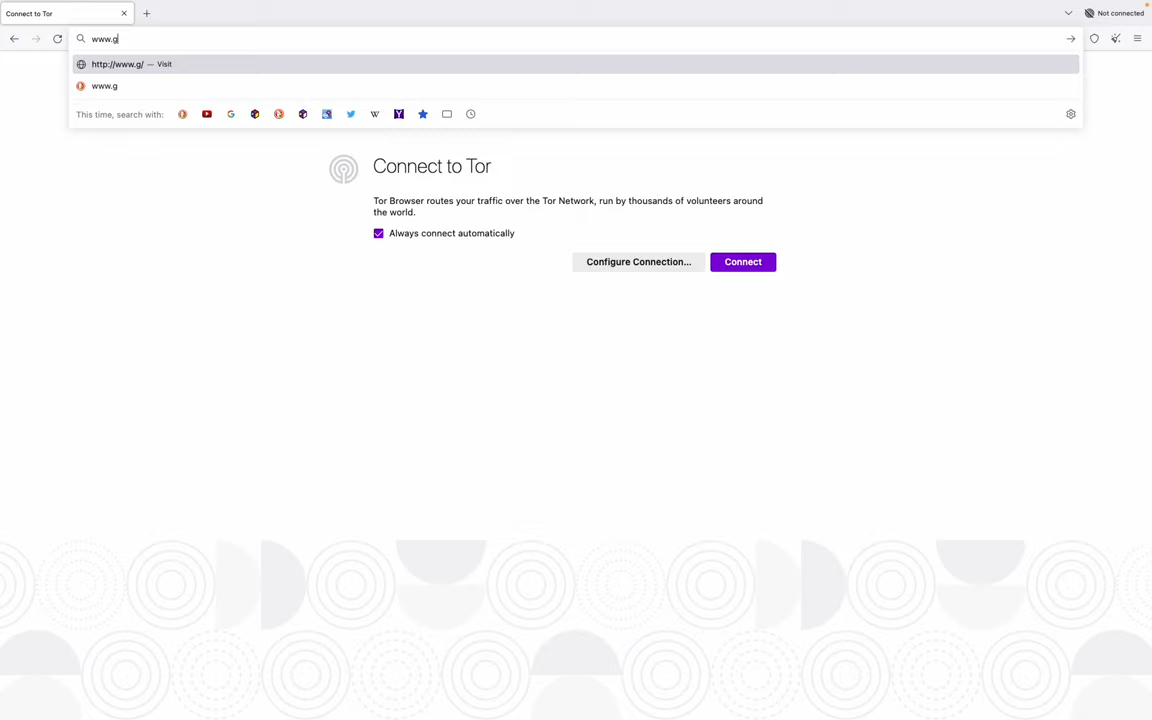 Connect to Tor
Not connected
www.g
http://www.g/ — Visit
www.g
This time, search with:
Connect to Tor
Tor Browser routes your traffic over the Tor Network, run by thousands of volunteers around
the world.
Always connect automatically
Configure Connection...
Connect